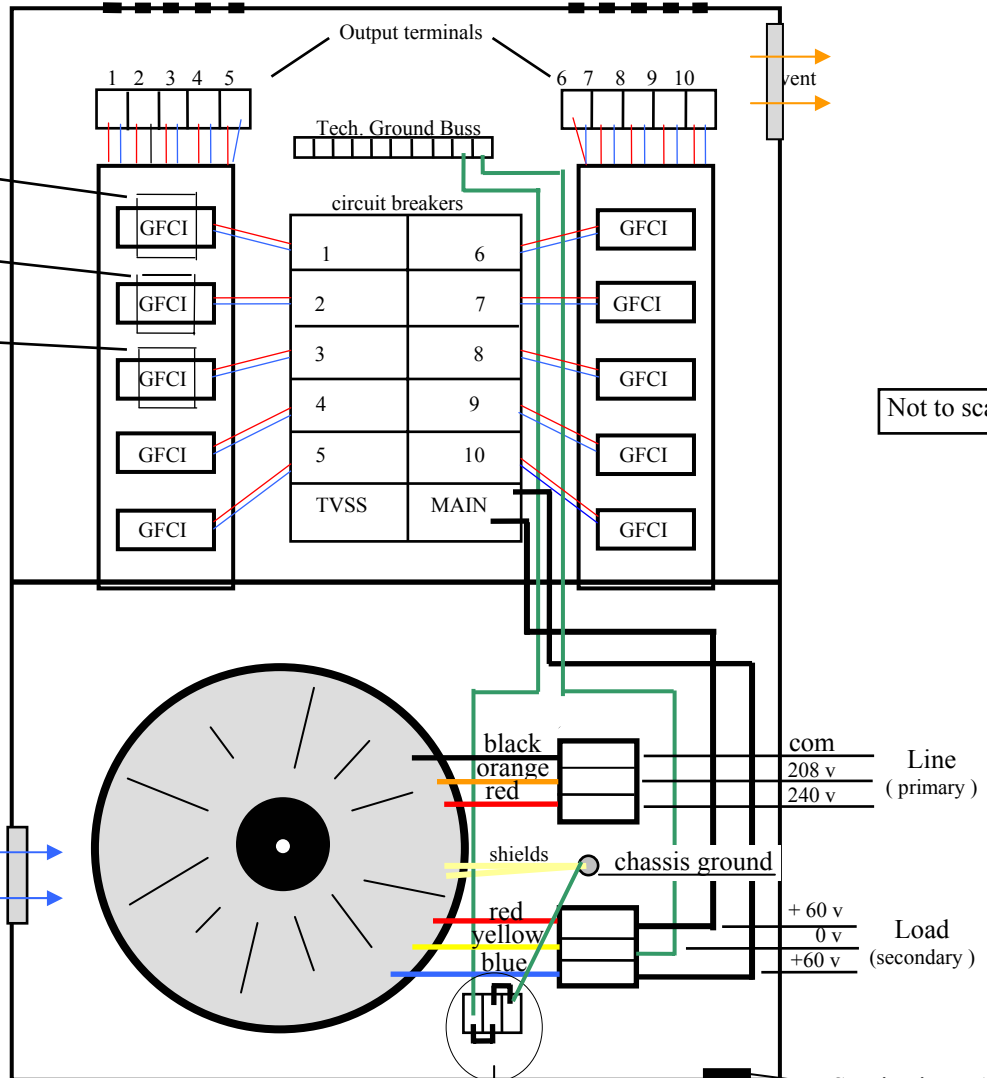 Output terminals
1 2 3 4 5
6 7 8 9 10
vent
Tech. Ground Buss
circuit breakers
GFCI
GFCI
GFCI
GFCI
GFCI
1 6
2 7
3 8
4 9
5 10
TVSS MAIN
GFCI
GFCI
GFCI
GFCI
GFCI
Not to
black
orange
red
com
208 v
240 v
Line
( primary )
shields
chassis ground
red
yellow
blue
+ 60 v
0 v
+60 v
Load
(secondary )